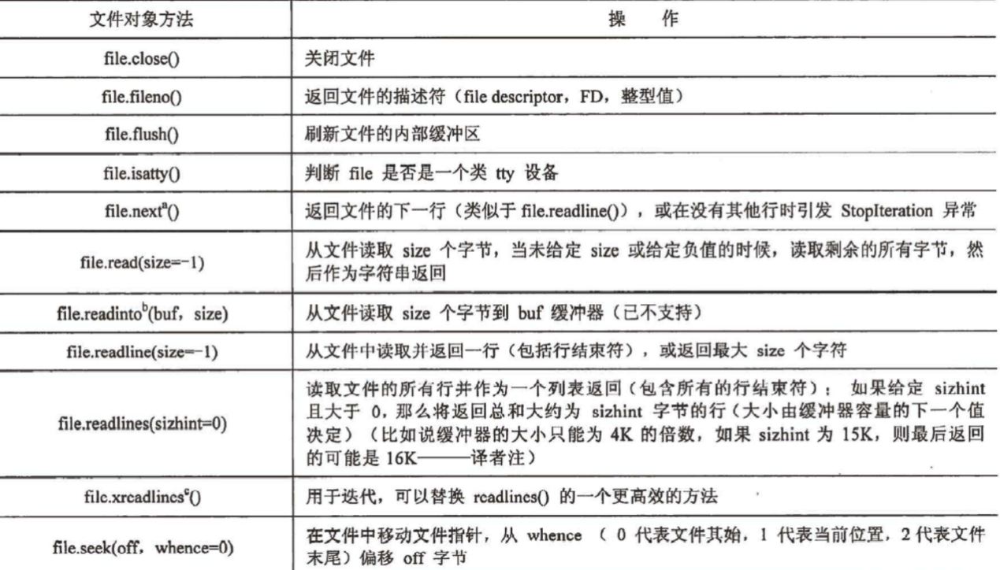 文件对象方法 操 作
file.close() 关闭文件
file.fileno() 返回文件的描述符（file descriptor，FD，整型值）
file.flush() 刷新文件的内部缓冲区
file.isatty() 判断 file 是否是一个类 tty 设备
file.nextª() 返回文件的下一行（类似于 file.readline()），或在没有其他行时引发 StopIteration 异常
file.read(size=-1) 从文件读取 size 个字节，当未给定 size 或给定负值的时候，读取剩余的所有字节，然
后作为字符串返回
file.readintoᵇ(buf，size) 从文件读取 size 个字节到 buf 缓冲器（已不支持）
file.readline(size=-1) 从文件中读取并返回一行（包括行结束符），或返回最大 size 个字符
file.readlines(sizhint=0) 读取文件的所有行并作为一个列表返回（包含所有的行结束符）； 如果给定 sizhint
且大于 0，那么将返回总和大约为 sizhint 字节的行（大小由缓冲器容量的下一个值
决定）（比如说缓冲器的大小只能为 4K 的倍数，如果 sizhint 为 15K，则最后返回
的可能是 16K———译者注）
file.xreadlinesᶜ() 用于迭代，可以替换 readlines() 的一个更高效的方法
file.seek(off，whence=0) 在文件中移动文件指针，从 whence （ 0 代表文件其始，1 代表当前位置，2 代表文件
末尾）偏移 off 字节